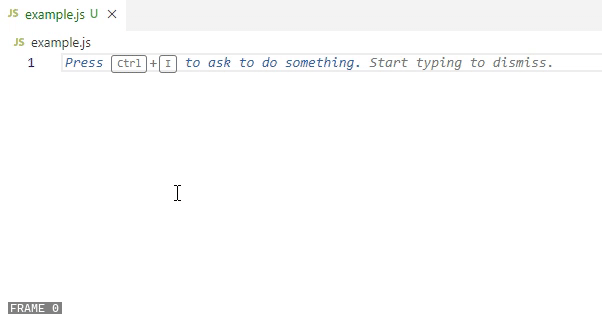 JS example.js U ×
JS example.js
1 Press Ctrl+I to ask to do something. Start typing to dismiss.
FRAME 0